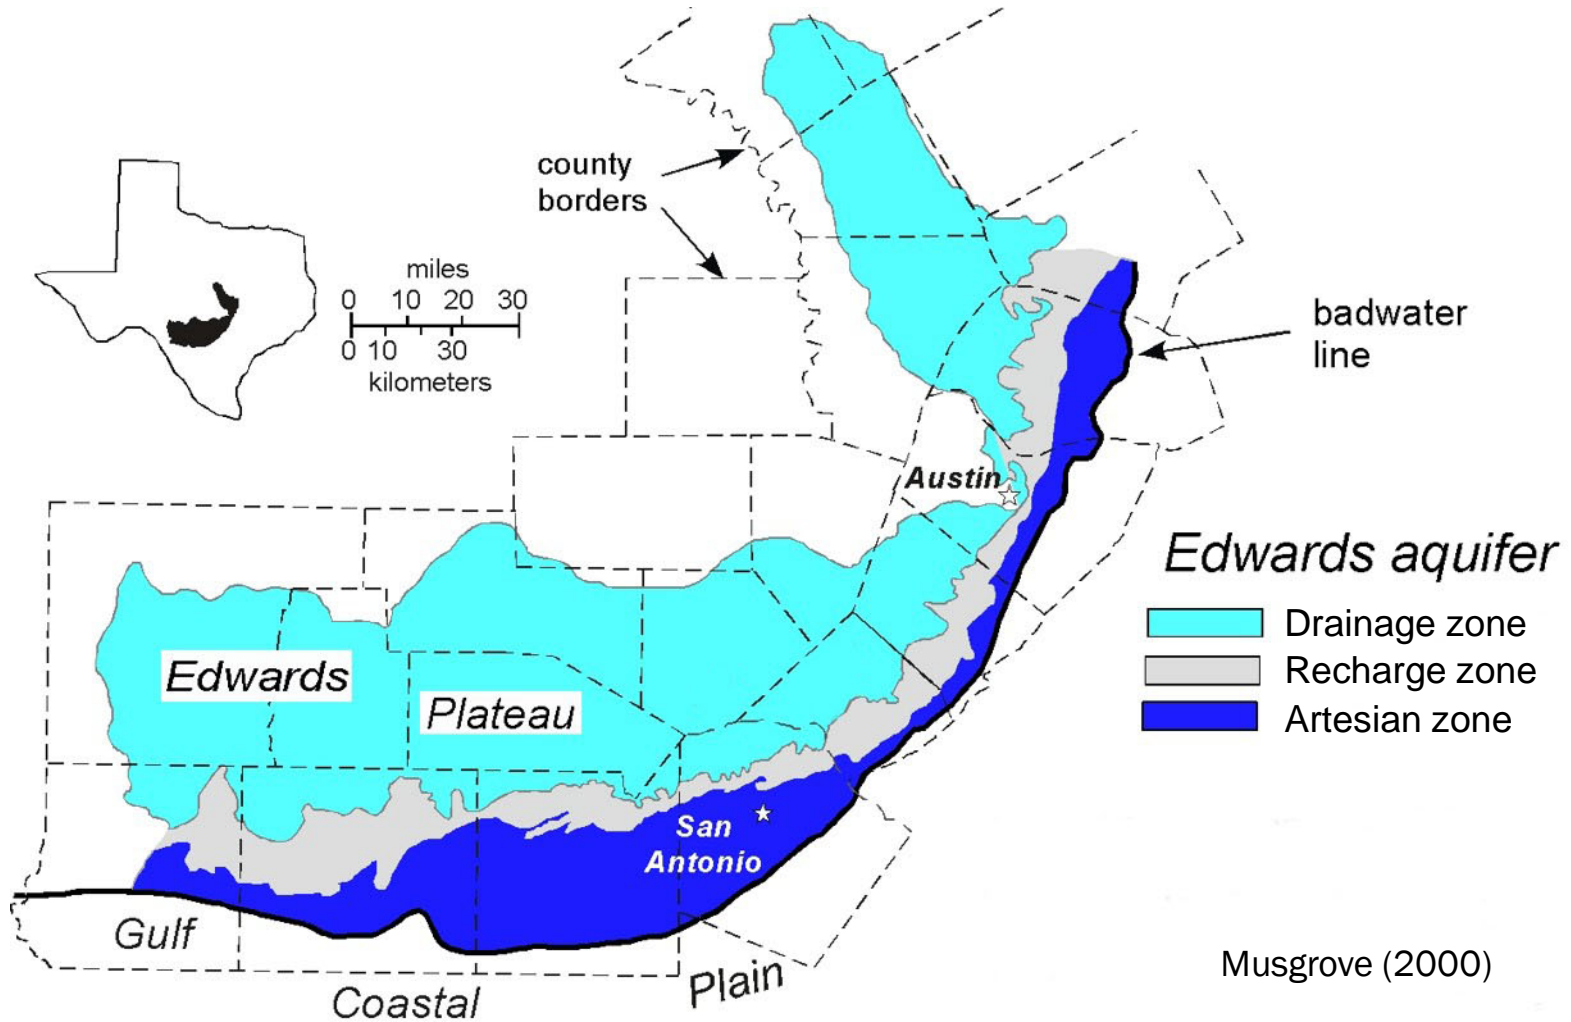 county
borders
miles
0 10 20 30
0 10 30
kilometers
badwater
line
Austin
Edwards aquifer
Drainage zone
Recharge zone
Artesian zone
Edwards
Plateau
San
Antonio
Gulf
Coastal
Plain
Musgrove (2000)